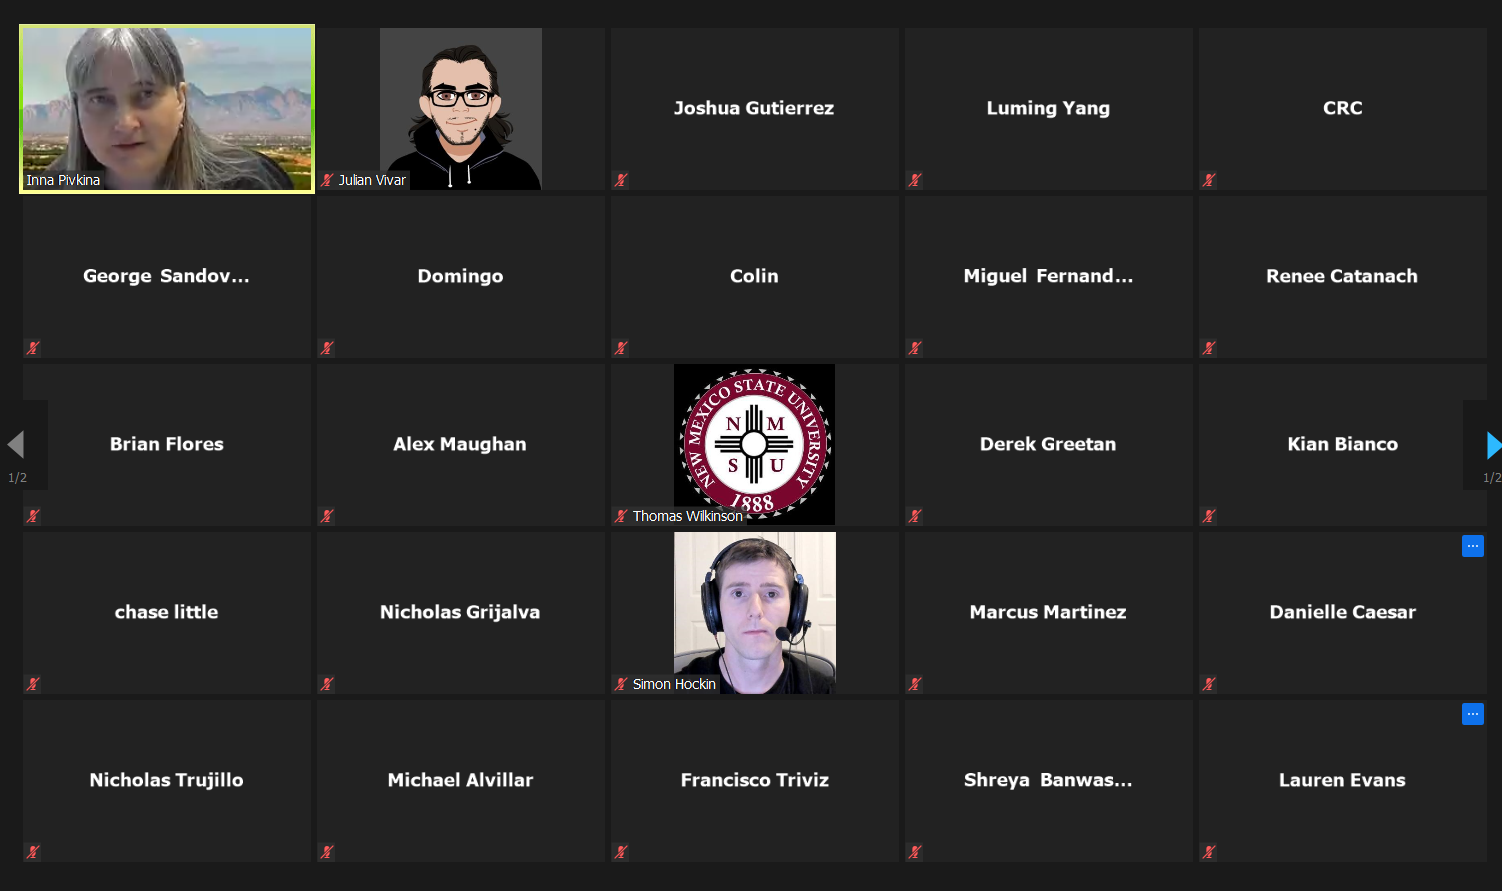 Inna Pivkina
Julian Vivar
Joshua Gutierrez
Luming Yang
CRC
George Sandov...
Domingo
Colin
Miguel Fernand...
Renee Catanach
Brian Flores
Alex Maughan
NEW MEXICO STATE UNIVERSITY
N M
S U
1888
Thomas Wilkinson
Derek Greetan
Kian Bianco
1/2
1/2
chase little
Nicholas Grijalva
Simon Hockin
Marcus Martinez
Danielle Caesar
Nicholas Trujillo
Michael Alvillar
Francisco Triviz
Shreya Banwas...
Lauren Evans